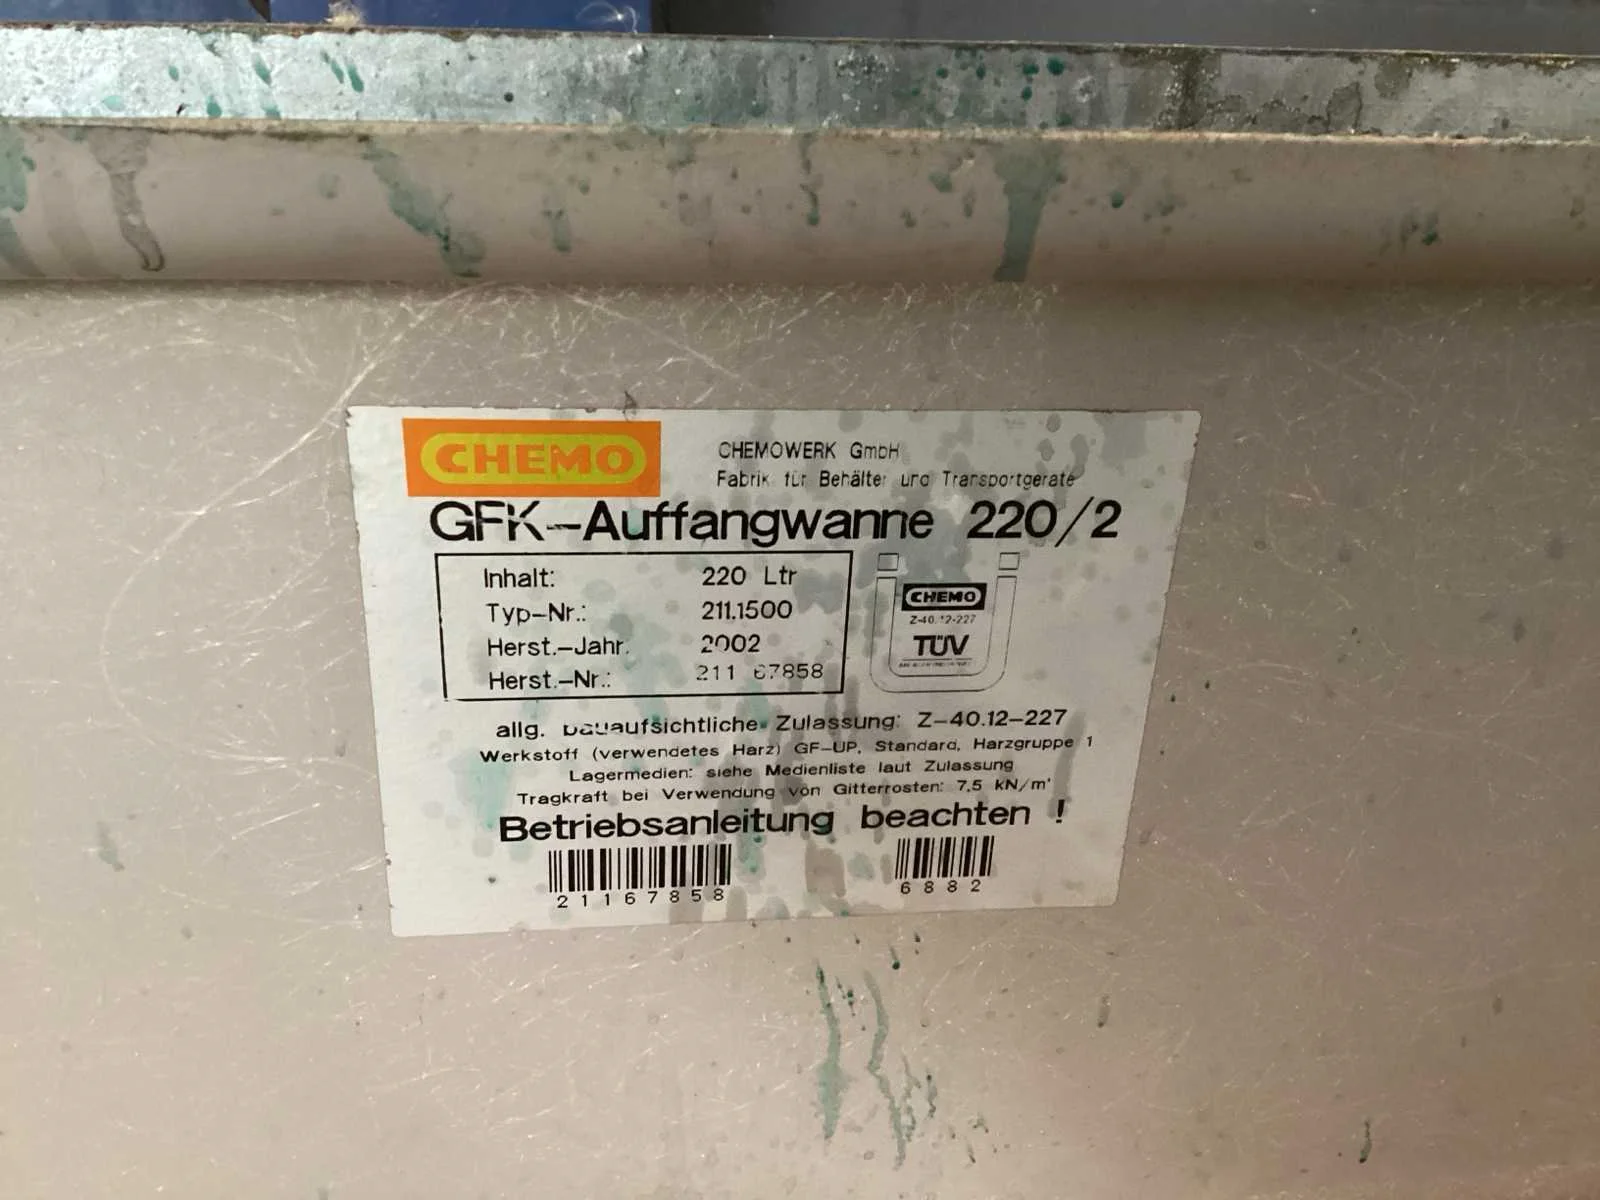 CHEMO
CHEMOWERK GmbH
Fabrik für Behälter und Transportgeräte
GFK-Auffangwanne 220/2
Inhalt: 220 Ltr
Typ-Nr.: 211.1500
Herst.-Jahr. 2002
Herst.-Nr.: 211 67858
CHEMO
Z-40.12-227
TÜV
allg. bauaufsichtliche Zulassung: Z-40.12-227
Werkstoff (verwendetes Harz) GF-UP, Standard, Harzgruppe 1
Lagermedien: siehe Medienliste laut Zulassung
Tragkraft bei Verwendung von Gitterrosten: 7,5 kN/m²
Betriebsanleitung beachten !
21167858
6882